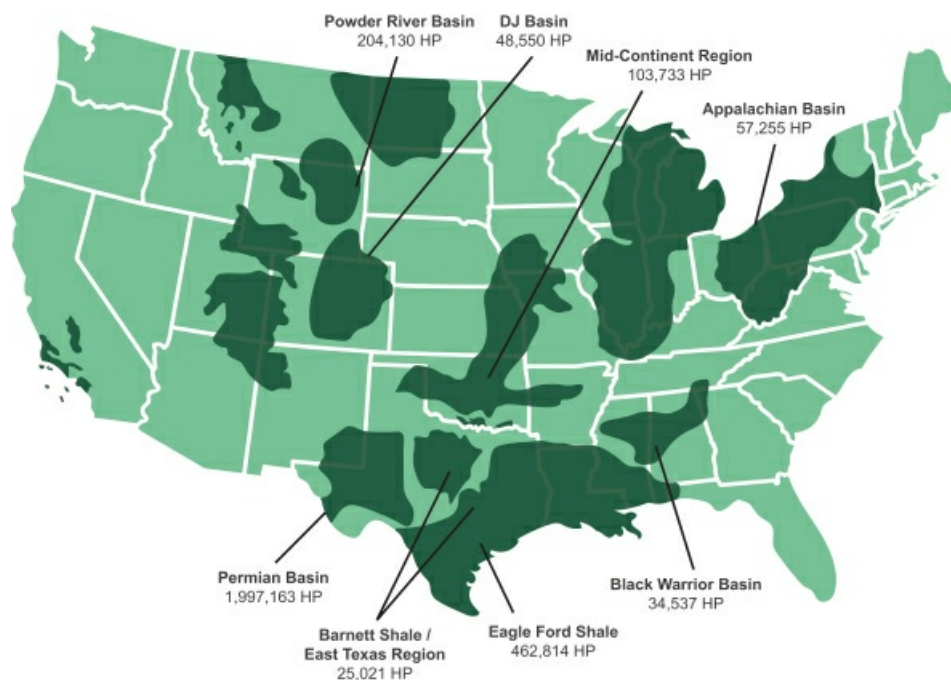 Powder River Basin
204,130 HP
DJ Basin
48,550 HP
Mid-Continent Region
103,733 HP
Appalachian Basin
57,255 HP
Permian Basin
1,997,163 HP
Barnett Shale /
East Texas Region
25,021 HP
Eagle Ford Shale
462,814 HP
Black Warrior Basin
34,537 HP